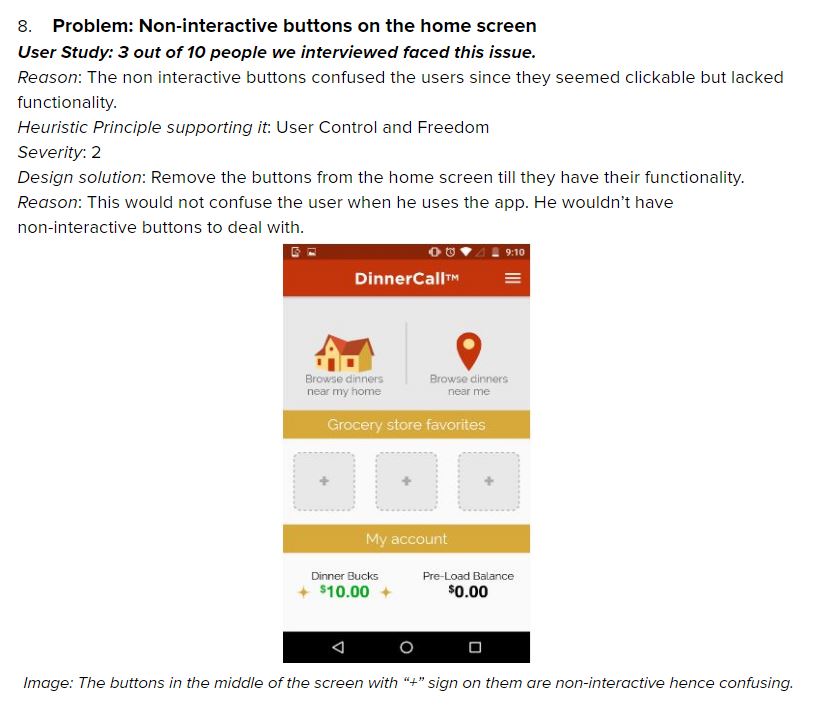 8. Problem: Non-interactive buttons on the home screen
User Study: 3 out of 10 people we interviewed faced this issue.
Reason: The non interactive buttons confused the users since they seemed clickable but lacked
functionality.
Heuristic Principle supporting it: User Control and Freedom
Severity: 2
Design solution: Remove the buttons from the home screen till they have their functionality.
Reason: This would not confuse the user when he uses the app. He wouldn’t have
non-interactive buttons to deal with.
9:10
DinnerCall™
Browse dinners
near my home
Browse dinners
near me
Grocery store favorites
+ + +
My account
Dinner Bucks
$10.00
Pre-Load Balance
$0.00
Image: The buttons in the middle of the screen with “+” sign on them are non-interactive hence confusing.